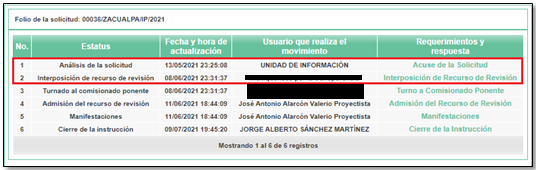 Folio de la solicitud: 00036/ZACUALPA/IP/2021
No. Estatus Fecha y hora de actualización Usuario que realiza el movimiento Requerimientos y respuesta
1 Análisis de la solicitud 13/05/2021 23:25:08 UNIDAD DE INFORMACIÓN Acuse de la Solicitud
2 Interposición de recurso de revisión 08/06/2021 23:31:37 Interposición de Recurso de Revisión
3 Turnado al comisionado ponente 08/06/2021 23:31:37 Turno a Comisionado Ponente
4 Admisión del recurso de revisión 11/06/2021 18:44:09 José Antonio Alarcón Valerio Proyectista Admisión del Recurso de Revisión
5 Manifestaciones 11/06/2021 18:44:09 José Antonio Alarcón Valerio Proyectista Manifestaciones
6 Cierre de la instrucción 09/07/2021 19:45:20 JORGE ALBERTO SÁNCHEZ MARTÍNEZ Cierre de la Instrucción
Mostrando 1 al 6 de 6 registros